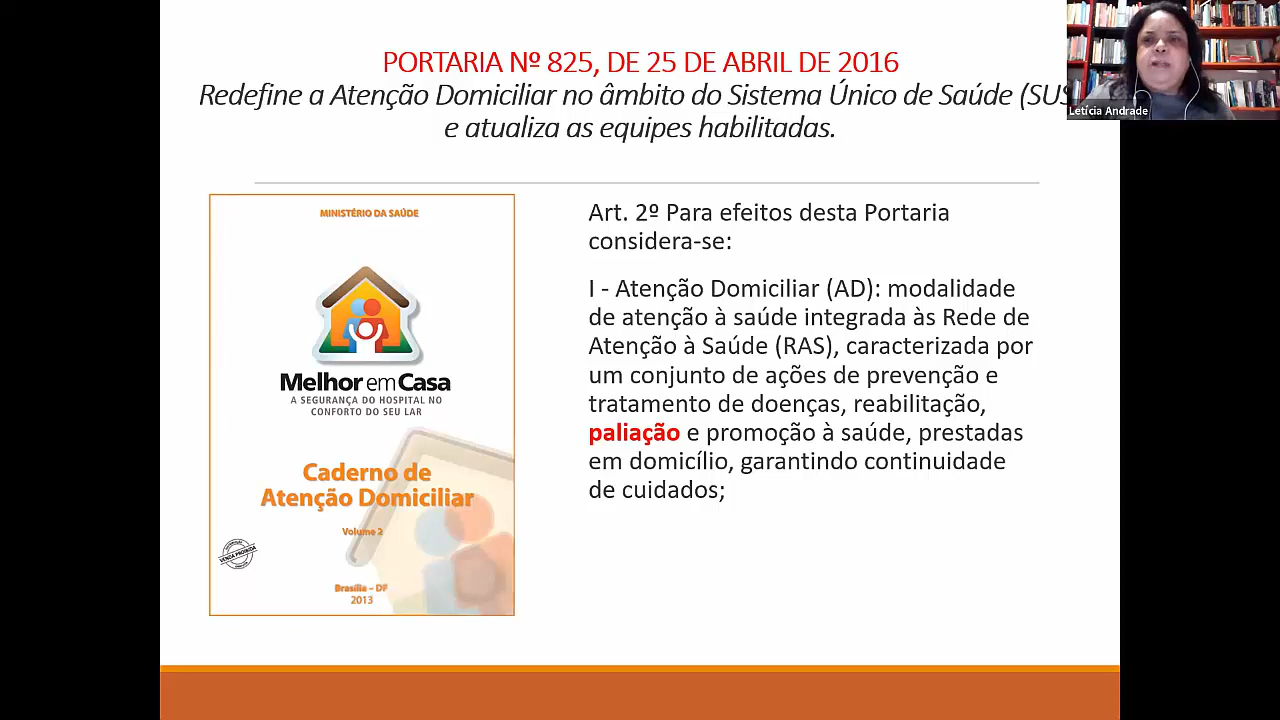 PORTARIA Nº 825, DE 25 DE ABRIL DE 2016
Redefine a Atenção Domiciliar no âmbito do Sistema Único de Saúde (SUS
e atualiza as equipes habilitadas.
Letícia Andrade
MINISTÉRIO DA SAÚDE
Melhor em Casa
A SEGURANÇA DO HOSPITAL NO
CONFORTO DO SEU LAR
Caderno de
Atenção Domiciliar
Volume 2
VENDA PROIBIDA
Brasília – DF
2013
Art. 2º Para efeitos desta Portaria
considera-se:
I - Atenção Domiciliar (AD): modalidade
de atenção à saúde integrada às Rede de
Atenção à Saúde (RAS), caracterizada por
um conjunto de ações de prevenção e
tratamento de doenças, reabilitação,
paliação e promoção à saúde, prestadas
em domicílio, garantindo continuidade
de cuidados;